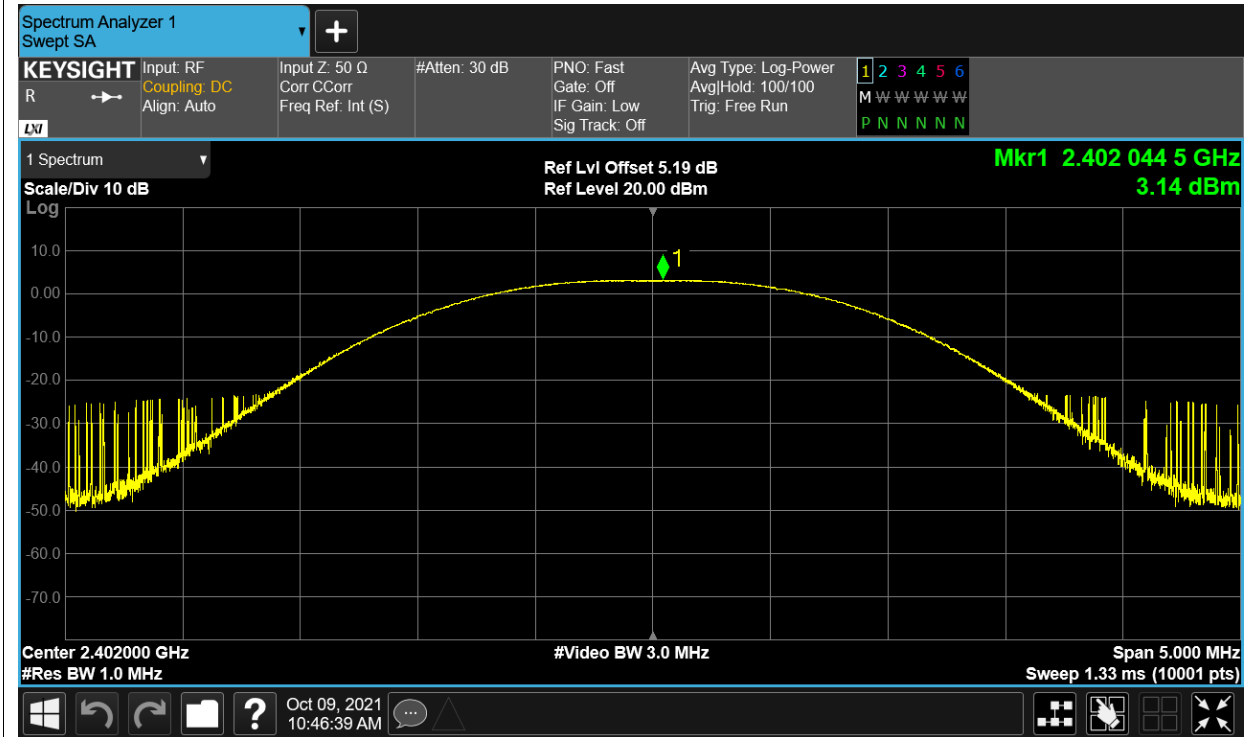 Spectrum Analyzer 1
Swept SA
KEYSIGHT
R
LXI
Input: RF
Coupling: DC
Align: Auto
Input Z: 50 Ω
Corr CCorr
Freq Ref: Int (S)
#Atten: 30 dB
PNO: Fast
Gate: Off
IF Gain: Low
Sig Track: Off
Avg Type: Log-Power
Avg|Hold: 100/100
Trig: Free Run
1 2 3 4 5 6
M W W W W W
P N N N N N
1 Spectrum
Scale/Div 10 dB
Log
Ref Lvl Offset 5.19 dB
Ref Level 20.00 dBm
Mkr1 2.402 044 5 GHz
3.14 dBm
1
10.0
0.00
-10.0
-20.0
-30.0
-40.0
-50.0
-60.0
-70.0
Center 2.402000 GHz
#Res BW 1.0 MHz
#Video BW 3.0 MHz
Span 5.000 MHz
Sweep 1.33 ms (10001 pts)
?
Oct 09, 2021
10:46:39 AM